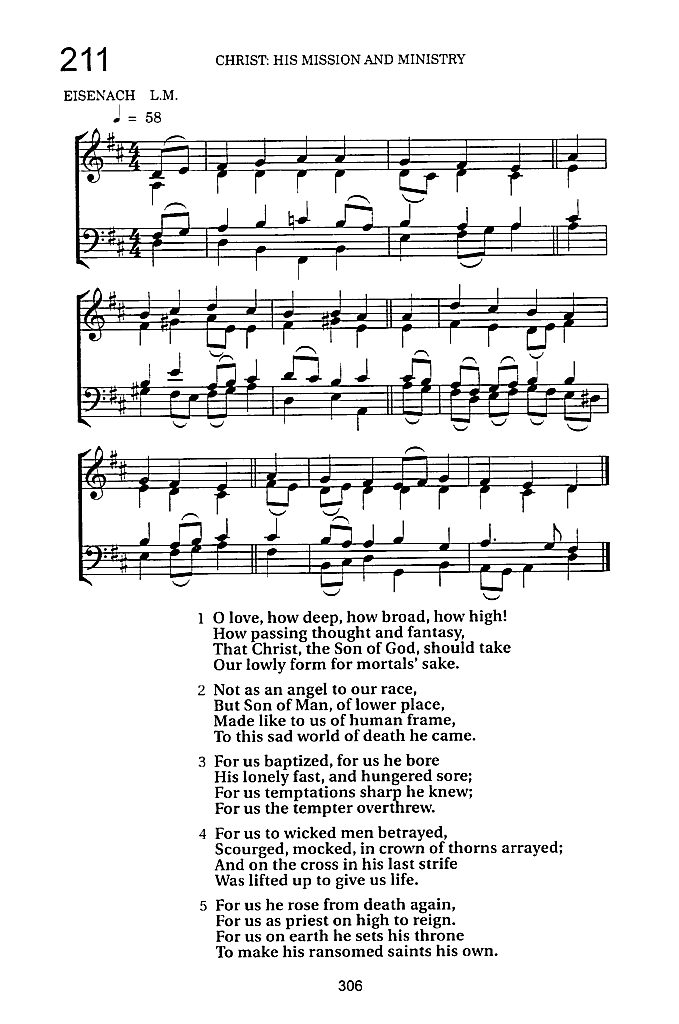 211
CHRIST: HIS MISSION AND MINISTRY
EISENACH L.M.
♩ = 58
1 O love, how deep, how broad, how high!
How passing thought and fantasy,
That Christ, the Son of God, should take
Our lowly form for mortals' sake.
2 Not as an angel to our race,
But Son of Man, of lower place,
Made like to us of human frame,
To this sad world of death he came.
3 For us baptized, for us he bore
His lonely fast, and hungered sore;
For us temptations sharp he knew;
For us the tempter overthrew.
4 For us to wicked men betrayed,
Scourged, mocked, in crown of thorns arrayed;
And on the cross in his last strife
Was lifted up to give us life.
5 For us he rose from death again,
For us as priest on high to reign.
For us on earth he sets his throne
To make his ransomed saints his own.
306